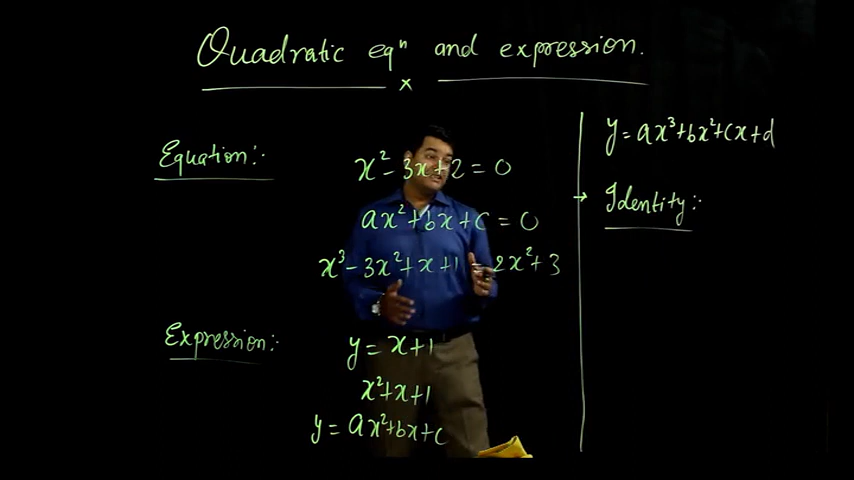 Quadratic eqⁿ and expression.
x
Equation:-
x² - 3x + 2 = 0
ax² + bx + c = 0
x³ - 3x² + x + 1 = 2x² + 3
Expression:-
y = x + 1
x² + x + 1
y = ax² + bx + c
y = ax³ + bx² + cx + d
→ Identity:-